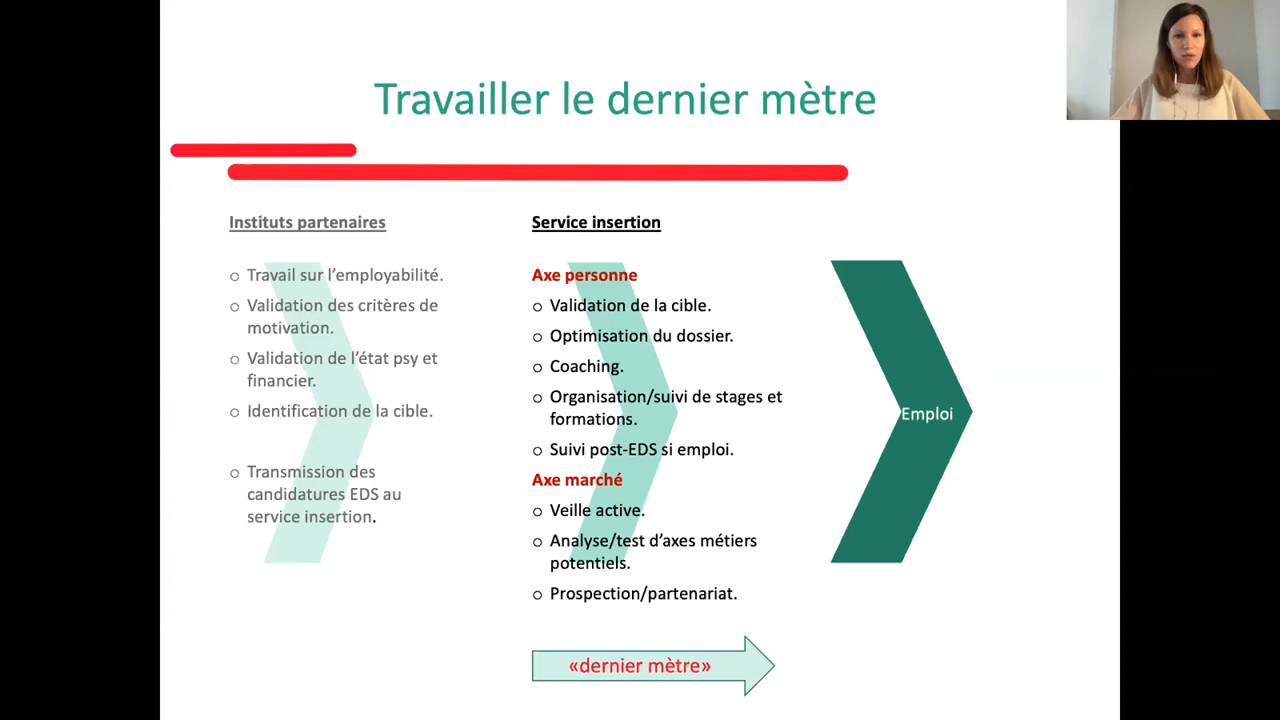 Travailler le dernier mètre
Instituts partenaires
o Travail sur l’employabilité.
o Validation des critères de
motivation.
o Validation de l’état psy et
financier.
o Identification de la cible.
o Transmission des
candidatures EDS au
service insertion.
Service insertion
Axe personne
o Validation de la cible.
o Optimisation du dossier.
o Coaching.
o Organisation/suivi de stages et
formations.
o Suivi post-EDS si emploi.
Axe marché
o Veille active.
o Analyse/test d’axes métiers
potentiels.
o Prospection/partenariat.
«dernier mètre»
Emploi